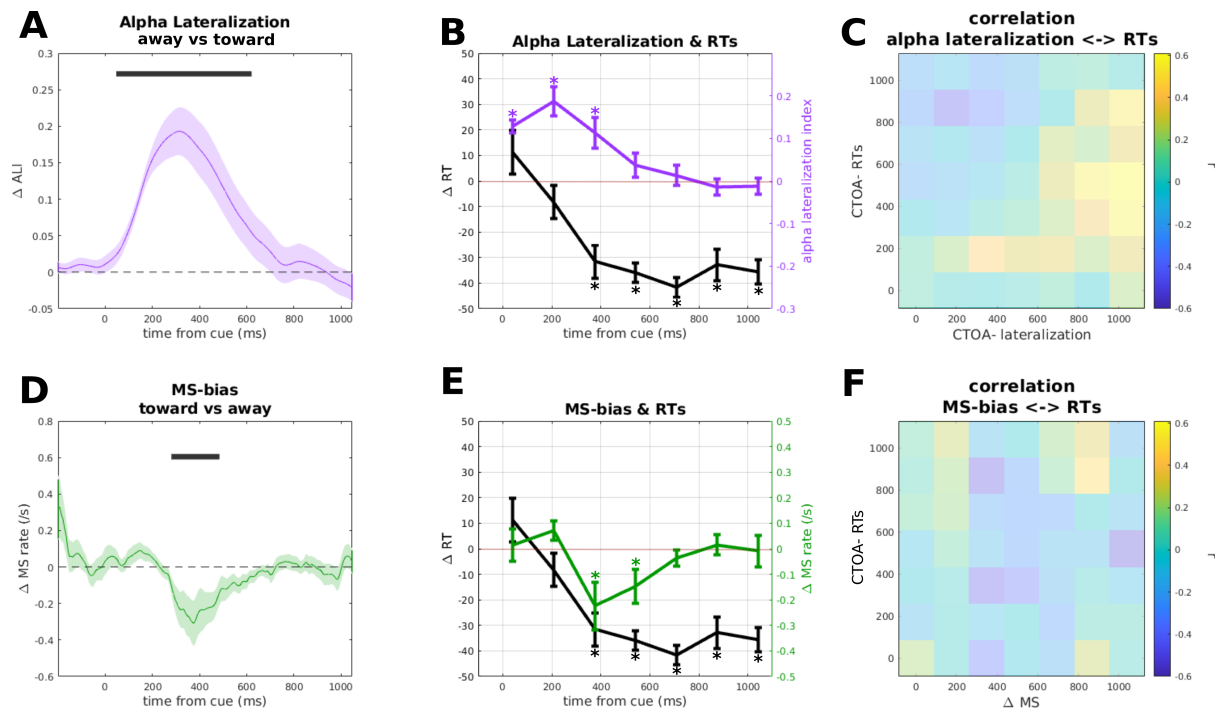 A
Alpha Lateralization
away vs toward
0.3
0.25
0.2
0.15
0.1
0.05
0
-0.05
Δ ALI
0 200 400 600 800 1000
time from cue (ms)
B
Alpha Lateralization & RTs
50
40
30
20
10
0
-10
-20
-30
-40
-50
Δ RT
* * *
* * * * *
0.2
0.1
0
-0.1
-0.2
-0.3
alpha lateralization index
0 200 400 600 800 1000
time from cue (ms)
C
correlation
alpha lateralization <-> RTs
1000
800
600
400
200
0
CTOA- RTs
0 200 400 600 800 1000
CTOA- lateralization
0.6
0.4
0.2
0
-0.2
-0.4
-0.6
r
D
MS-bias
toward vs away
0.8
0.6
0.4
0.2
0
-0.2
-0.4
-0.6
Δ MS rate (/s)
0 200 400 600 800 1000
time from cue (ms)
E
MS-bias & RTs
50
40
30
20
10
0
-10
-20
-30
-40
-50
Δ RT
* *
* * * * *
0.5
0.4
0.3
0.2
0.1
0
-0.1
-0.2
-0.3
-0.4
-0.5
Δ MS rate (/s)
0 200 400 600 800 1000
time from cue (ms)
F
correlation
MS-bias <-> RTs
1000
800
600
400
200
0
CTOA- RTs
0 200 400 600 800 1000
Δ MS
0.6
0.4
0.2
0
-0.2
-0.4
-0.6
r